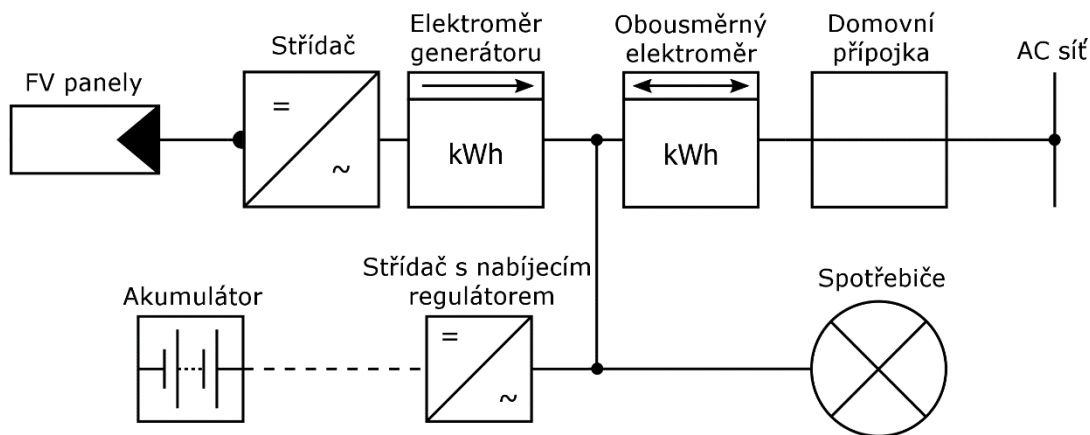 FV panely
Střídač
=
~
Elektroměr
generátoru
kWh
Obousměrný
elektroměr
kWh
Domovní
přípojka
AC síť
Akumulátor
Střídač s nabíjecím
regulátorem
=
~
Spotřebiče